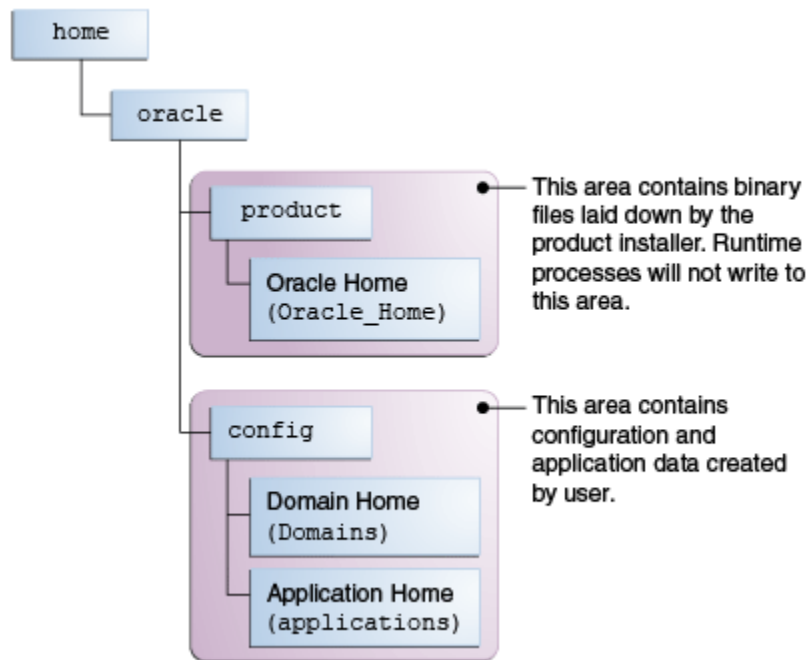 home
oracle
product
Oracle Home
(Oracle_Home)
This area contains binary
files laid down by the
product installer. Runtime
processes will not write to
this area.
config
Domain Home
(Domains)
Application Home
(applications)
This area contains
configuration and
application data created
by user.